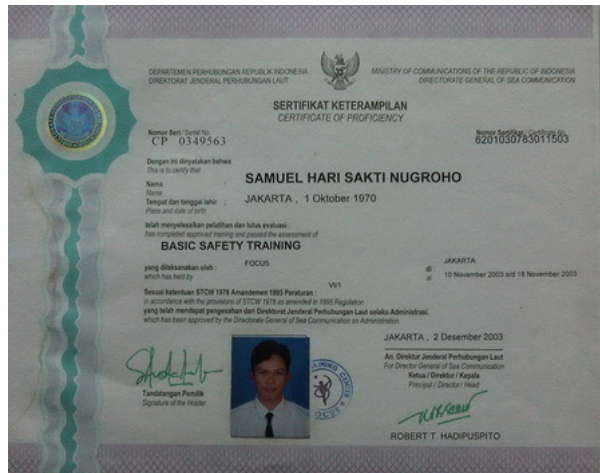 DEPARTEMEN PERHUBUNGAN REPUBLIK INDONESIA
DIREKTORAT JENDERAL PERHUBUNGAN LAUT
MINISTRY OF COMMUNICATIONS OF THE REPUBLIC OF INDONESIA
DIRECTORATE GENERAL OF SEA COMMUNICATION
SERTIFIKAT KETERAMPILAN
CERTIFICATE OF PROFICIENCY
Nomor Seri / Serial No.
CP 0349563
Nomor Sertifikat / Certificate No.
6201030783011503
Dengan ini dinyatakan bahwa
This is to certify that
Nama : SAMUEL HARI SAKTI NUGROHO
Name
Tempat dan tanggal lahir : JAKARTA , 1 Oktober 1970
Place and date of birth
telah menyelesaikan pelatihan dan lulus evaluasi :
has completed approved training and passed the assessment of
BASIC SAFETY TRAINING
yang dilaksanakan oleh : FOCUS di : JAKARTA
which has held by at 10 November 2003 s/d 18 November 2003
VI/1
Sesuai ketentuan STCW 1978 Amandemen 1995 Peraturan :
in accordance with the provisions of STCW 1978 as amended in 1995 Regulation
yang telah mendapat pengesahan dari Direktorat Jenderal Perhubungan Laut selaku Administrasi.
which has been approved by the Directorate General of Sea Communication as Administration.
JAKARTA , 2 Desember 2003
An. Direktur Jenderal Perhubungan Laut
For Director General of Sea Communication
Ketua / Direktur / Kepala
Principal / Director / Head
Tandatangan Pemilik
Signature of the Holder
ROBERT T HADIPUSPITO